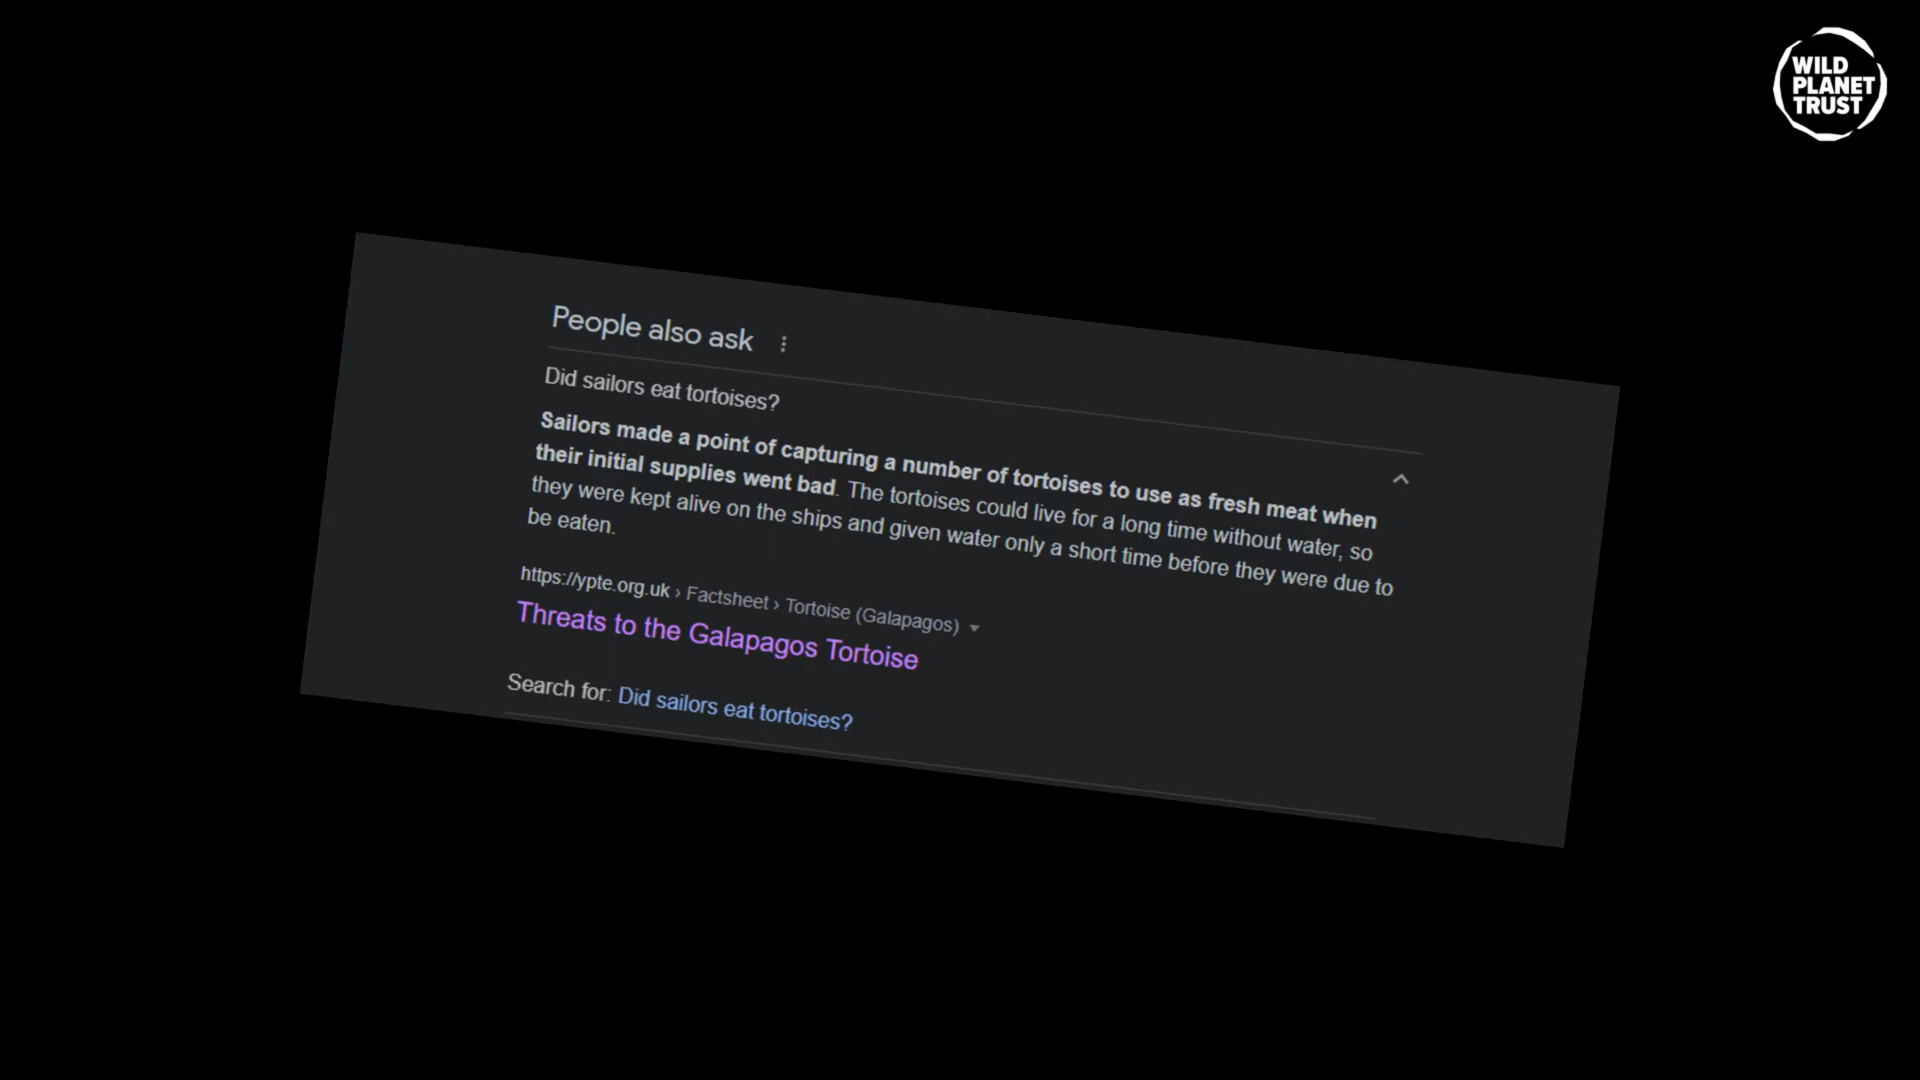 WILD
PLANET
TRUST
People also ask
Did sailors eat tortoises?
Sailors made a point of capturing a number of tortoises to use as fresh meat when
their initial supplies went bad. The tortoises could live for a long time without water, so
they were kept alive on the ships and given water only a short time before they were due to
be eaten.
https://ypte.org.uk › Factsheet › Tortoise (Galapagos)
Threats to the Galapagos Tortoise
Search for: Did sailors eat tortoises?